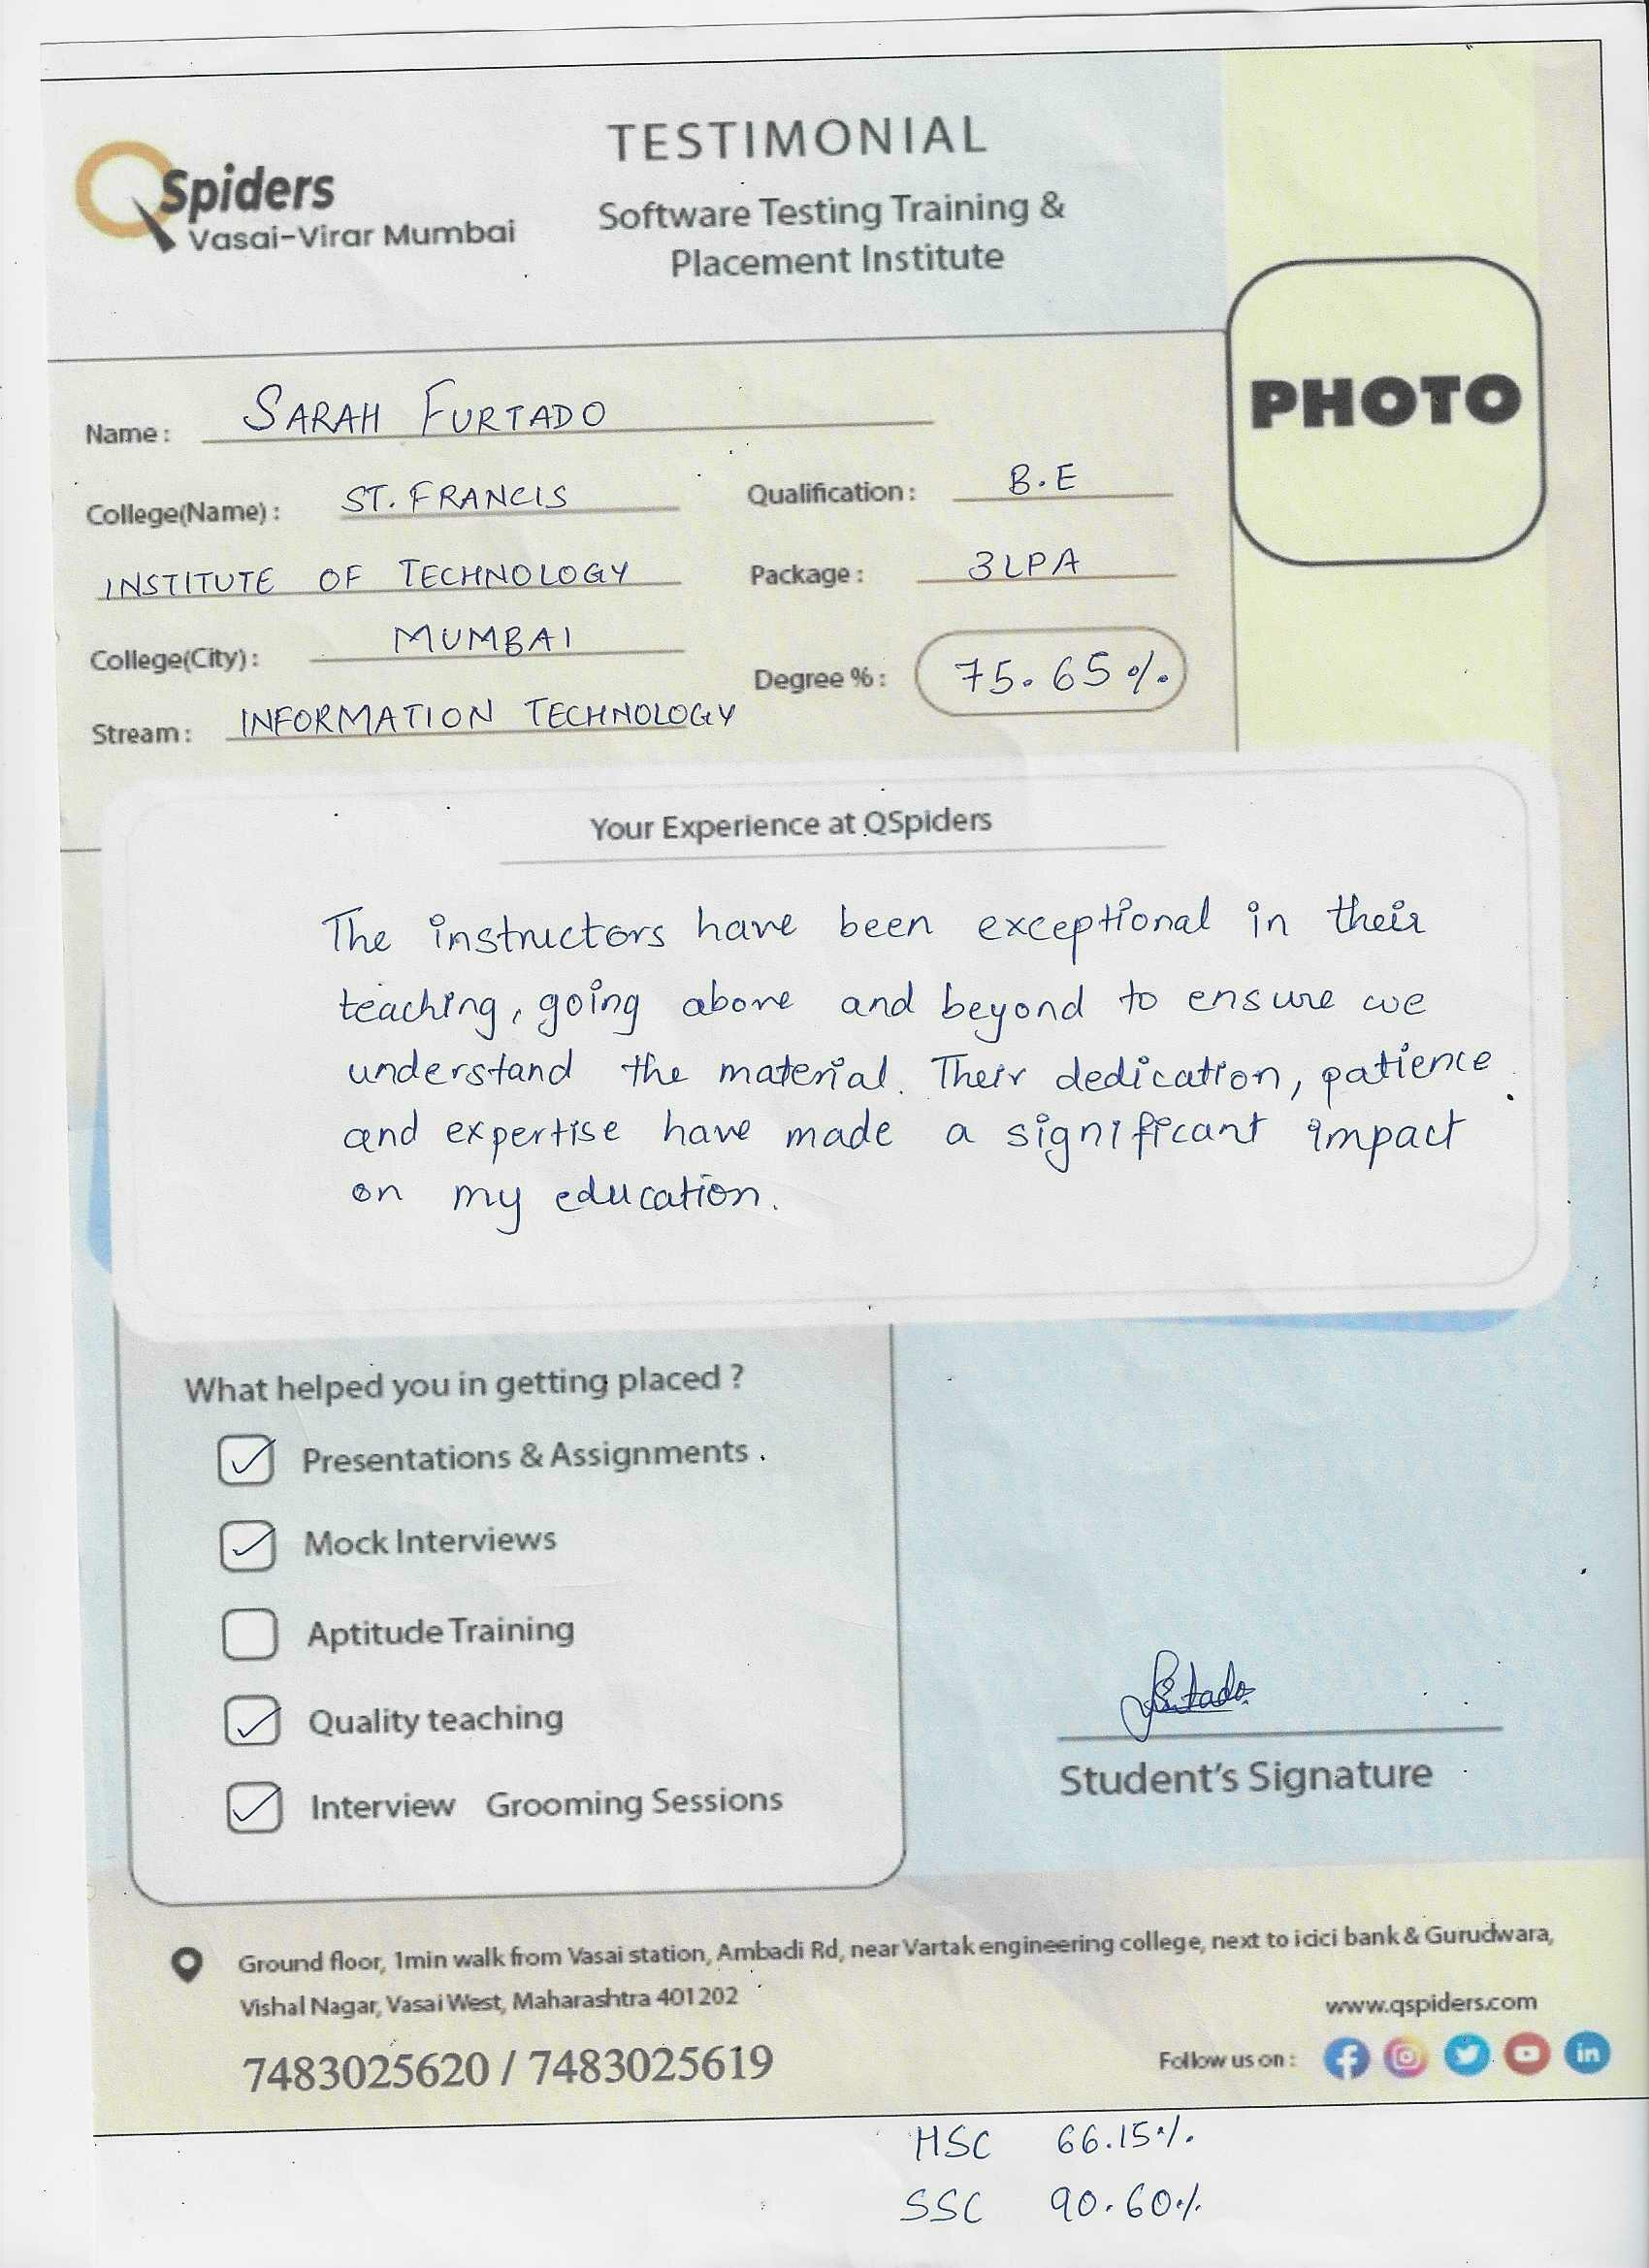 TESTIMONIAL
QSpiders
Vasai-Virar Mumbai
Software Testing Training &
Placement Institute
PHOTO
Name: SARAH FURTADO
College(Name): ST. FRANCIS
INSTITUTE OF TECHNOLOGY
College(City): MUMBAI
Stream: INFORMATION TECHNOLOGY
Qualification: B.E
Package: 3LPA
Degree %: 75.65%
Your Experience at QSpiders
The instructors have been exceptional in their
teaching, going above and beyond to ensure we
understand the material. Their dedication, patience
and expertise have made a significant impact
on my education.
What helped you in getting placed ?
Presentations & Assignments
Mock Interviews
Aptitude Training
Quality teaching
Interview Grooming Sessions
Furtado
Student's Signature
Ground floor, 1min walk from Vasai station, Ambadi Rd, near Vartak engineering college, next to icici bank & Gurudwara,
Vishal Nagar, Vasai West, Maharashtra 401202
7483025620 / 7483025619
www.qspiders.com
Follow us on:
HSC 66.15%
SSC 90.60%